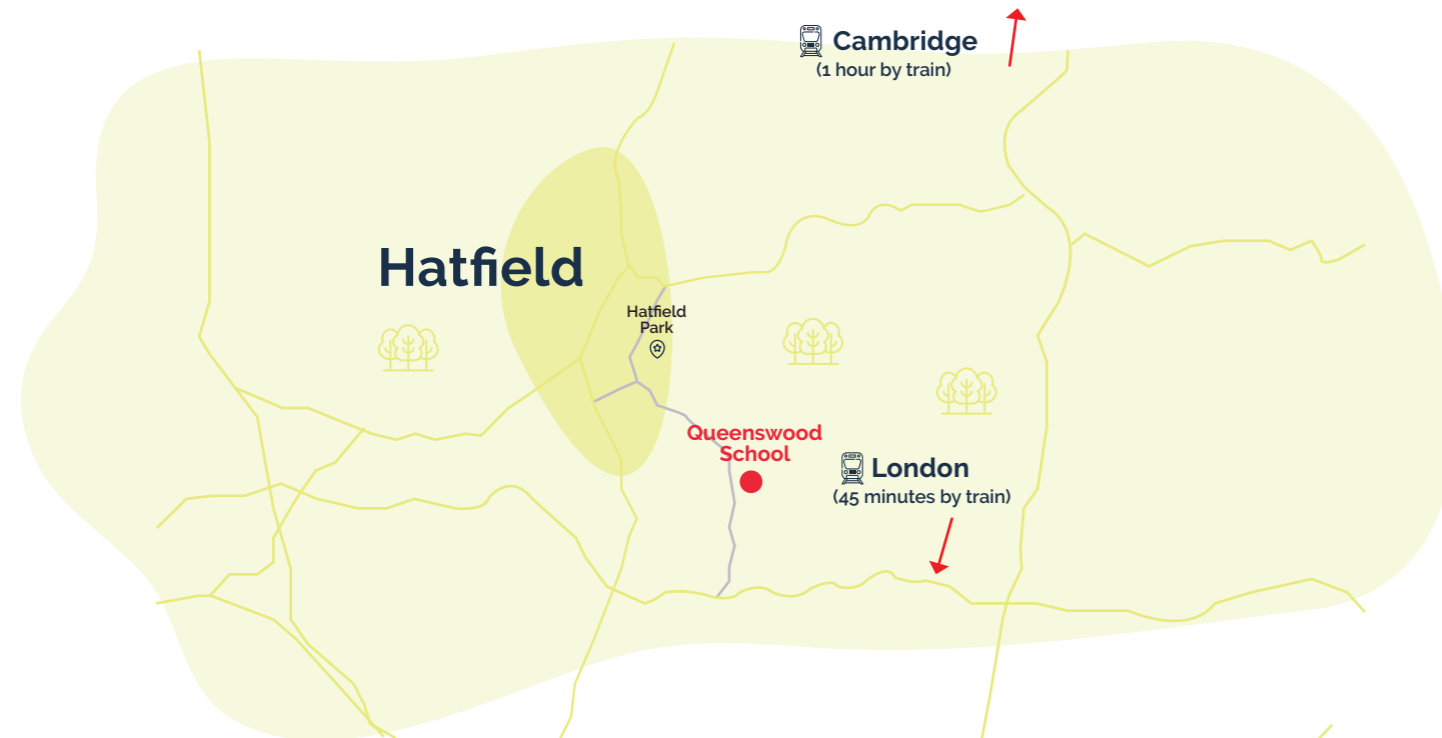 Cambridge
(1 hour by train)
Hatfield
Hatfield
Park
Queenswood
School
London
(45 minutes by train)